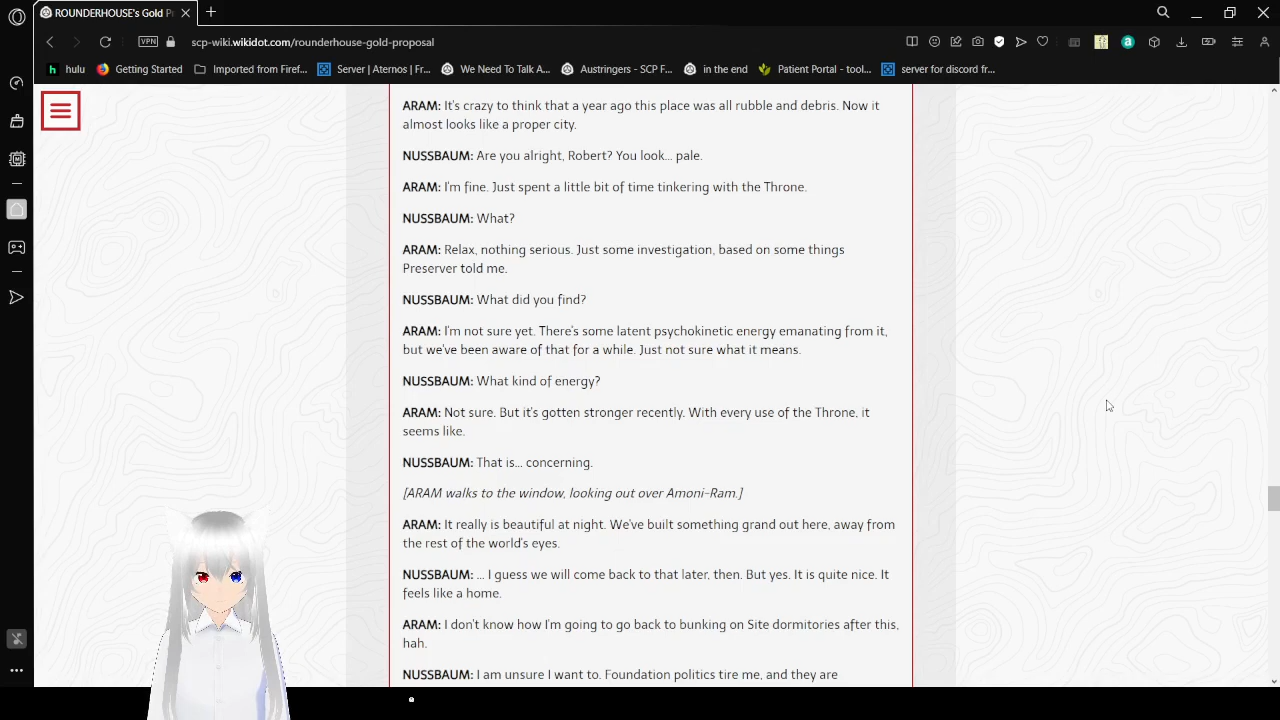 ROUNDERHOUSE's Gold P
VPN
scp-wiki.wikidot.com/rounderhouse-gold-proposal
h
hulu
Getting Started
Imported from Firef...
Server | Aternos | Fr...
We Need To Talk A...
Austringers - SCP F...
in the end
Patient Portal - tool...
server for discord fr...
a
ARAM: It's crazy to think that a year ago this place was all rubble and debris. Now it
almost looks like a proper city.
NUSSBAUM: Are you alright, Robert? You look... pale.
ARAM: I'm fine. Just spent a little bit of time tinkering with the Throne.
NUSSBAUM: What?
ARAM: Relax, nothing serious. Just some investigation, based on some things
Preserver told me.
NUSSBAUM: What did you find?
ARAM: I'm not sure yet. There's some latent psychokinetic energy emanating from it,
but we've been aware of that for a while. Just not sure what it means.
NUSSBAUM: What kind of energy?
ARAM: Not sure. But it's gotten stronger recently. With every use of the Throne, it
seems like.
NUSSBAUM: That is... concerning.
[ARAM walks to the window, looking out over Amoni-Ram.]
ARAM: It really is beautiful at night. We've built something grand out here, away from
the rest of the world's eyes.
NUSSBAUM: ... I guess we will come back to that later, then. But yes. It is quite nice. It
feels like a home.
ARAM: I don't know how I'm going to go back to bunking on Site dormitories after this,
hah.
NUSSBAUM: I am unsure I want to. Foundation politics tire me, and they are